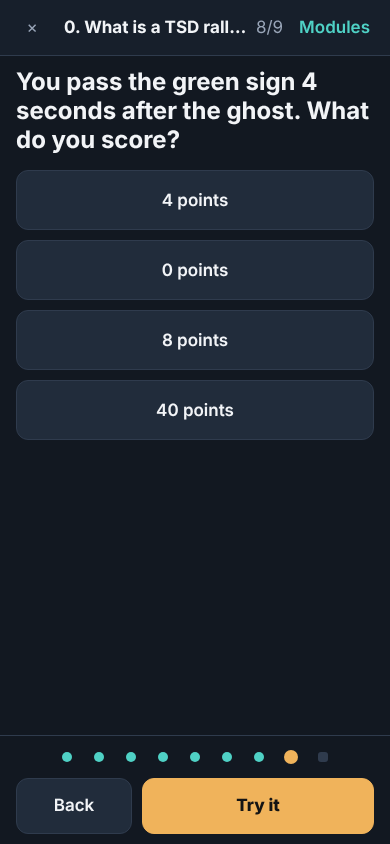 × 0. What is a TSD rall... 8/9 Modules
You pass the green sign 4
seconds after the ghost. What
do you score?
4 points
0 points
8 points
40 points
Back Try it